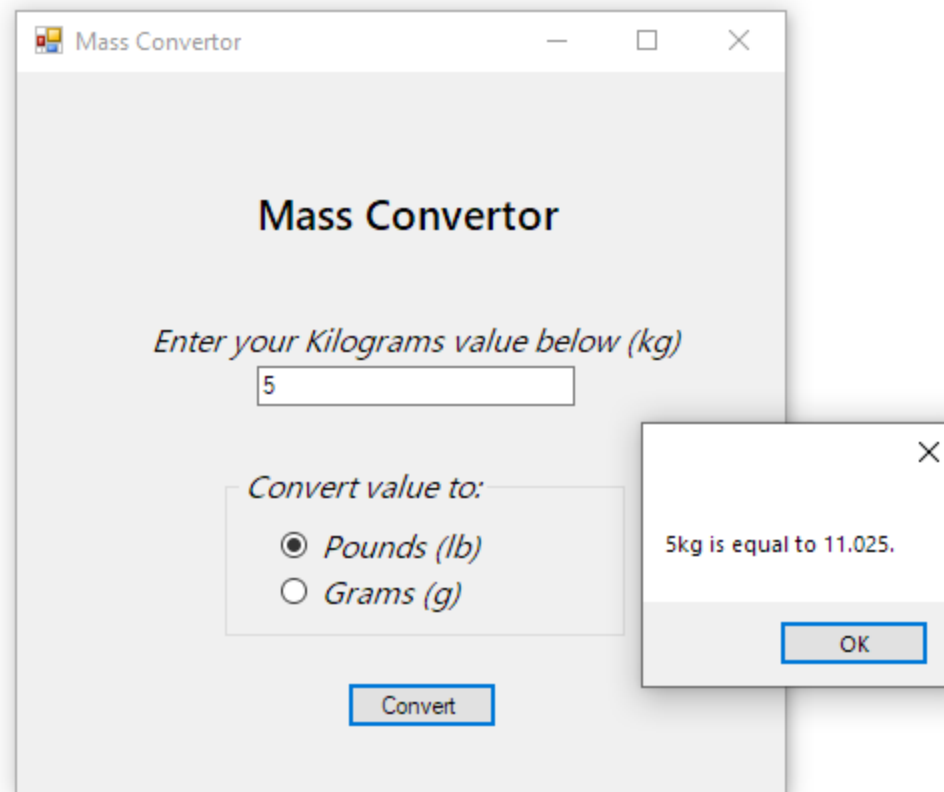 Mass Convertor
Mass Convertor
Enter your Kilograms value below (kg)
5
Convert value to:
Pounds (lb)
Grams (g)
5kg is equal to 11.025.
OK
Convert